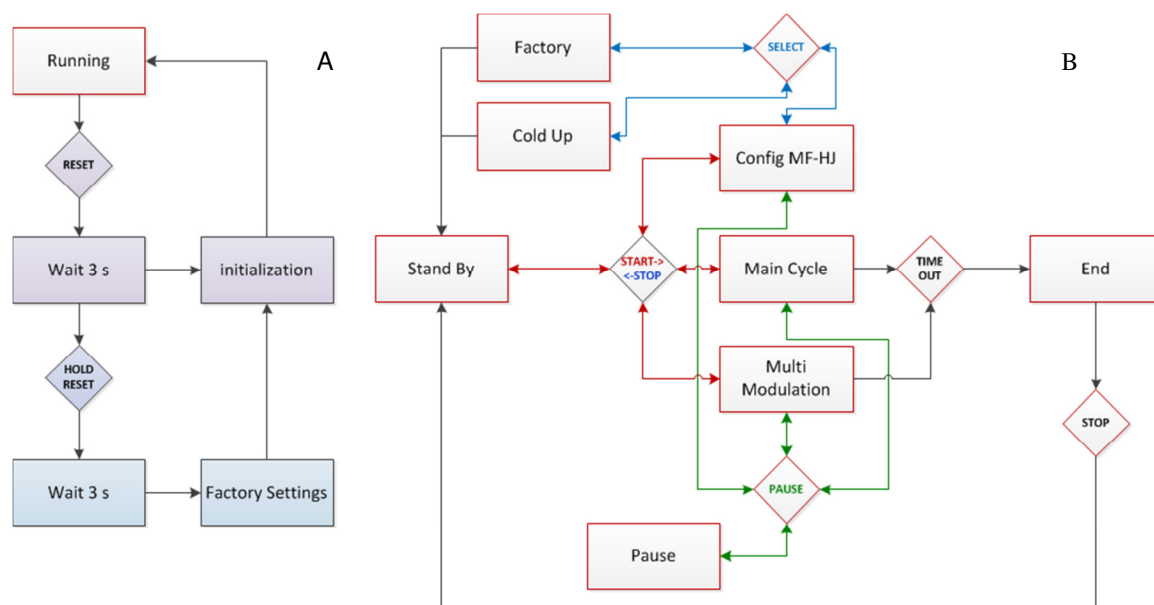 Running
A
RESET
Wait 3 s
initialization
HOLD
RESET
Wait 3 s
Factory Settings
B
Factory
SELECT
Cold Up
Config MF-HJ
Stand By
START->
<-STOP
Main Cycle
TIME
OUT
End
Multi
Modulation
STOP
PAUSE
Pause